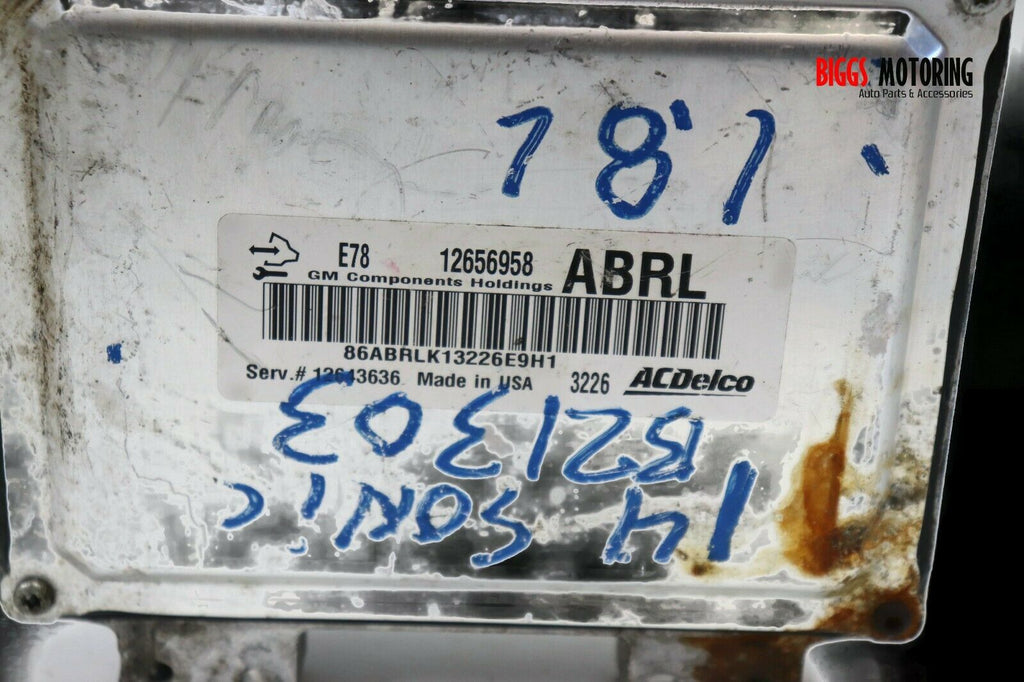 BIGGS MOTORING
Auto Parts & Accessories
E78 12656958 ABRL
GM Components Holdings
86ABRLK13226E9H1
Serv.# 12643636 Made in USA 3226 ACDelco
14 SONIC
B21303
1.8L